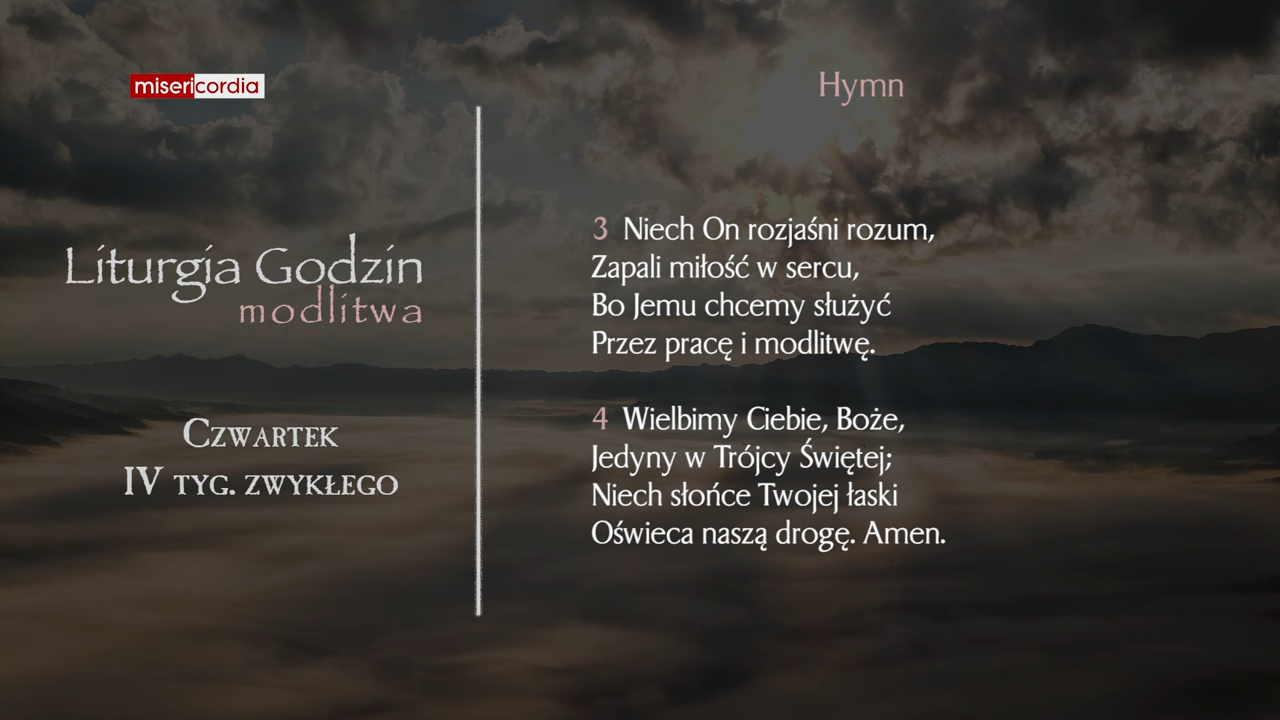 misericordia
Liturgia Godzin
modlitwa
Czwartek
IV tyg. zwykłego
Hymn
3 Niech On rozjaśni rozum,
Zapali miłość w sercu,
Bo Jemu chcemy służyć
Przez pracę i modlitwę.
4 Wielbimy Ciebie, Boże,
Jedyny w Trójcy Świętej;
Niech słońce Twojej łaski
Oświeca naszą drogę. Amen.